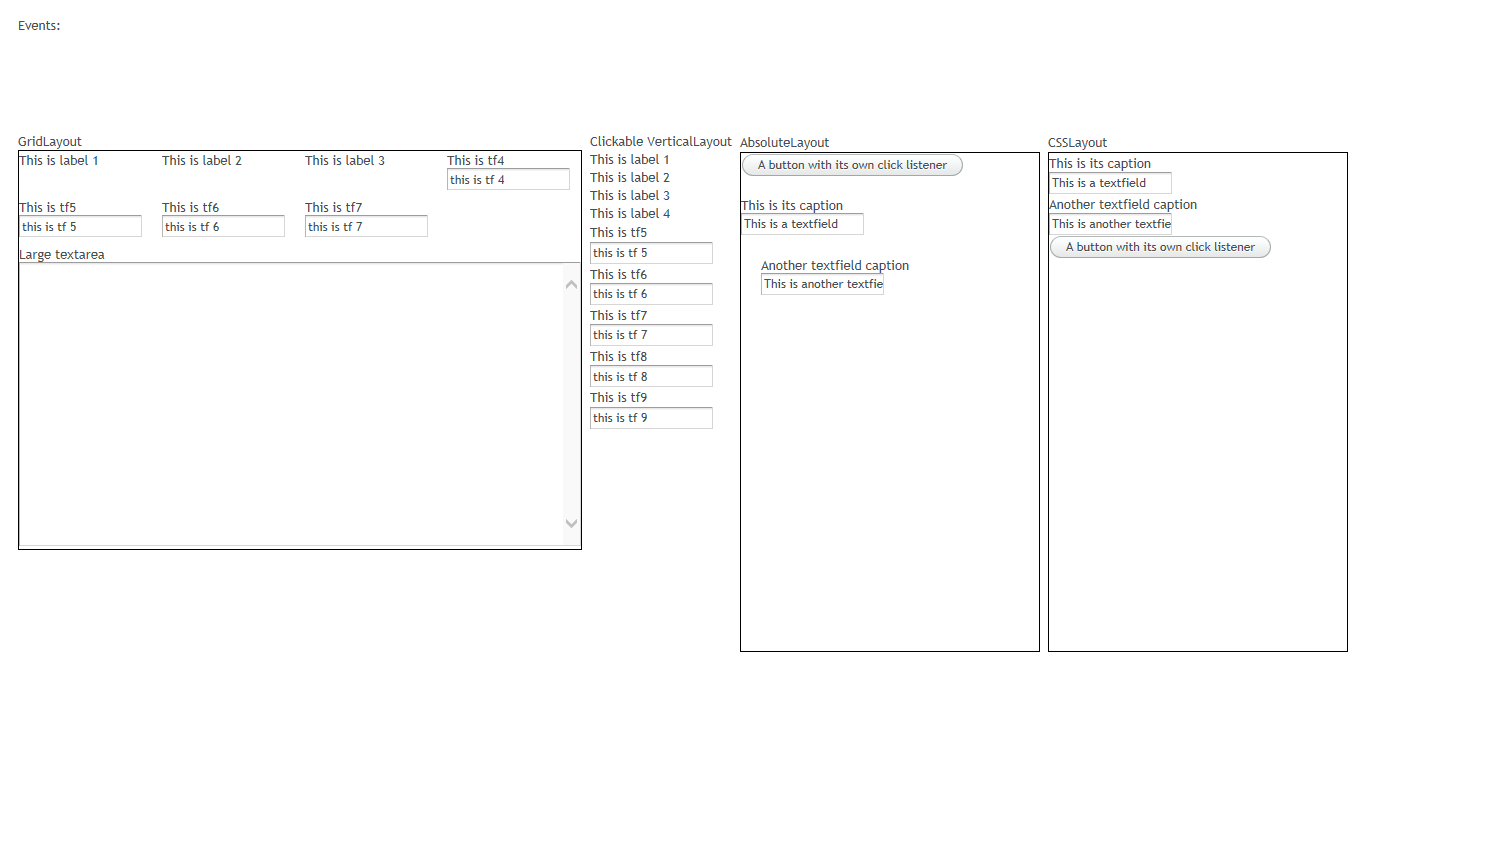 Events:
GridLayout
This is label 1
This is label 2
This is label 3
This is tf4
this is tf 4
This is tf5
This is tf6
This is tf7
this is tf 5
this is tf 6
this is tf 7
Large textarea
Clickable VerticalLayout
This is label 1
This is label 2
This is label 3
This is label 4
This is tf5
this is tf 5
This is tf6
this is tf 6
This is tf7
this is tf 7
This is tf8
this is tf 8
This is tf9
this is tf 9
AbsoluteLayout
A button with its own click listener
This is its caption
This is a textfield
Another textfield caption
This is another textfie
CSSLayout
This is its caption
This is a textfield
Another textfield caption
This is another textfie
A button with its own click listener